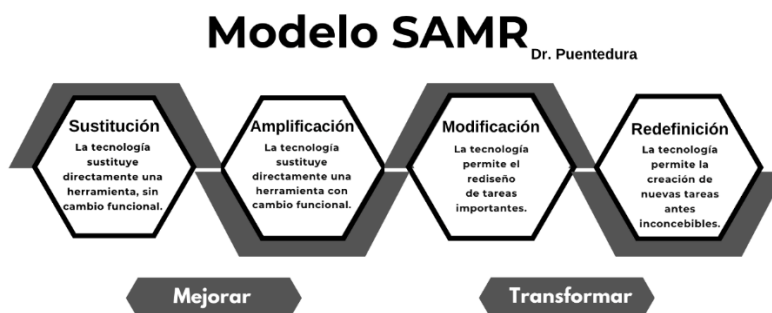 Modelo SAMR
Dr. Puentedura
Sustitución
La tecnología
sustituye
directamente una
herramienta, sin
cambio funcional.
Amplificación
La tecnología
sustituye
directamente una
herramienta con
cambio funcional.
Modificación
La tecnología
permite el
rediseño
de tareas
importantes.
Redefinición
La tecnología
permite la
creación de
nuevas tareas
antes
inconcebibles.
Mejorar
Transformar